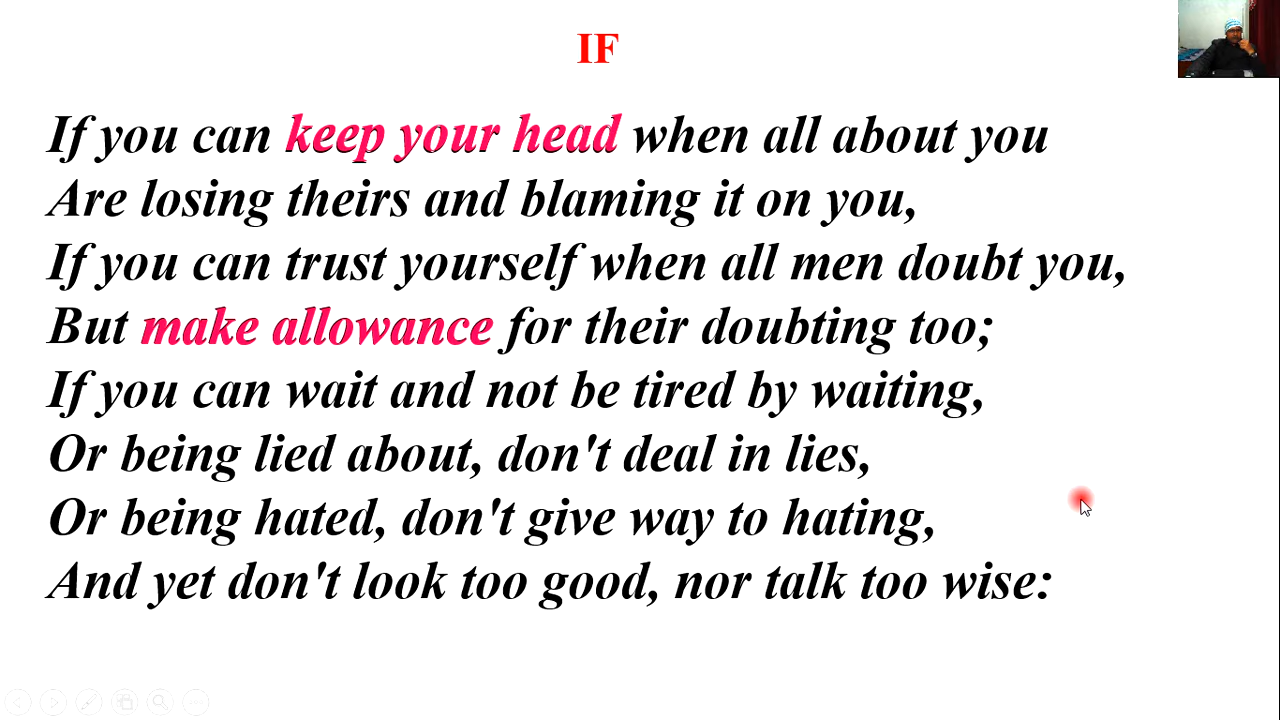 IF
If you can keep your head when all about you
Are losing theirs and blaming it on you,
If you can trust yourself when all men doubt you,
But make allowance for their doubting too;
If you can wait and not be tired by waiting,
Or being lied about, don't deal in lies,
Or being hated, don't give way to hating,
And yet don't look too good, nor talk too wise: